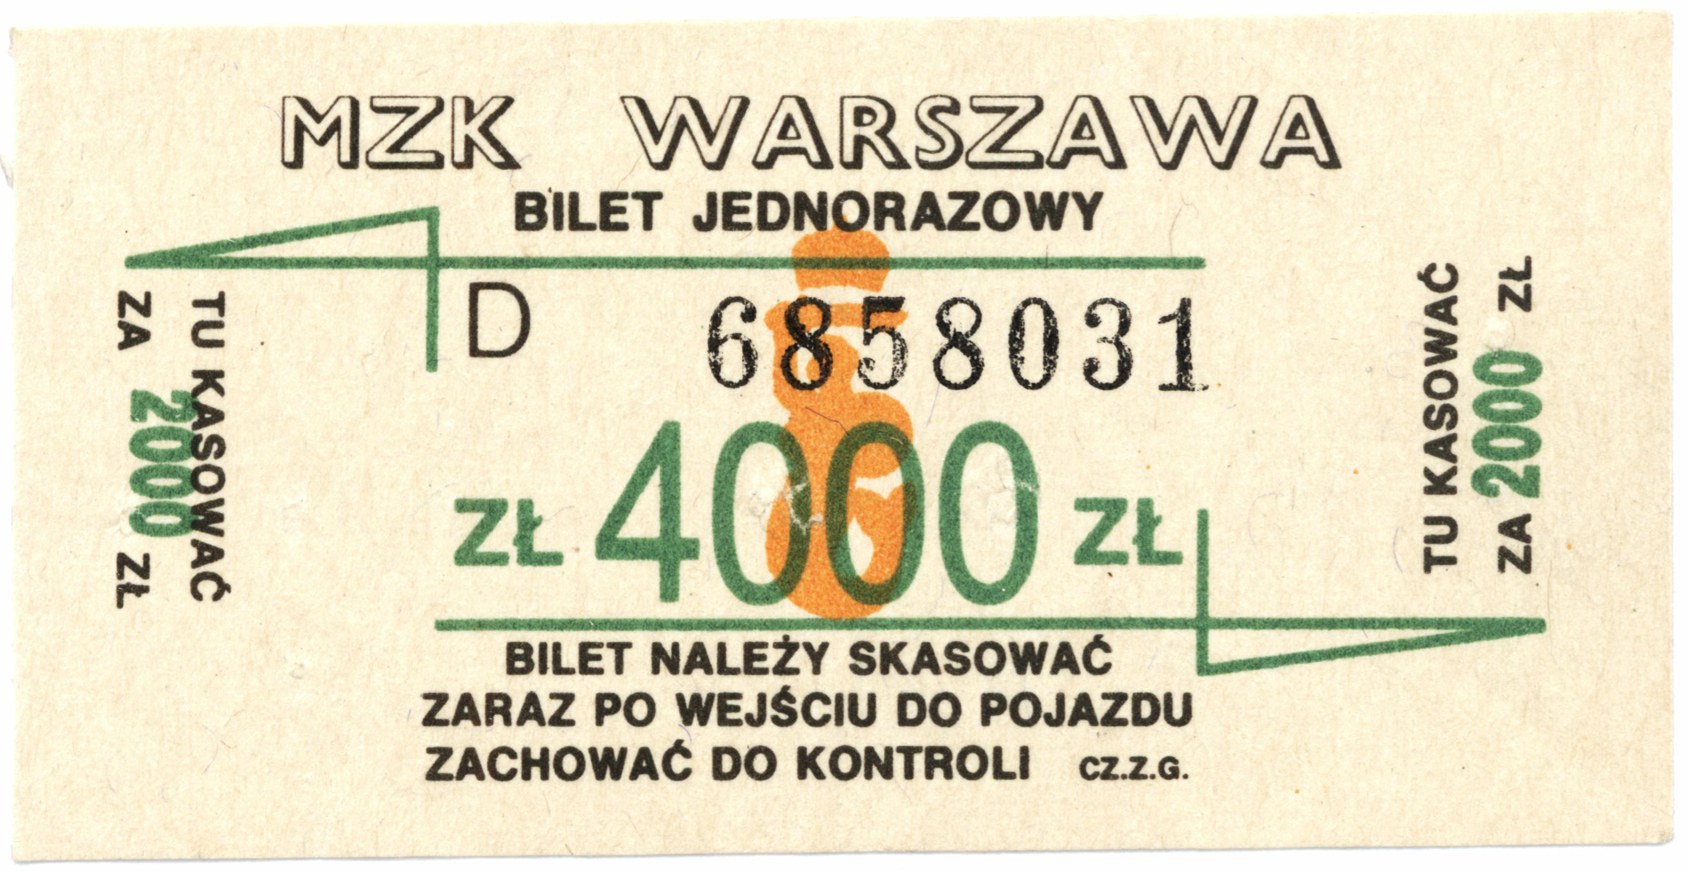 MZK WARSZAWA
BILET JEDNORAZOWY
TU KASOWAĆ
ZA 2000 ZŁ
D 6858031
ZŁ 4000 ZŁ
TU KASOWAĆ
ZA 2000 ZŁ
BILET NALEŻY SKASOWAĆ
ZARAZ PO WEJŚCIU DO POJAZDU
ZACHOWAĆ DO KONTROLI CZ.Z.G.